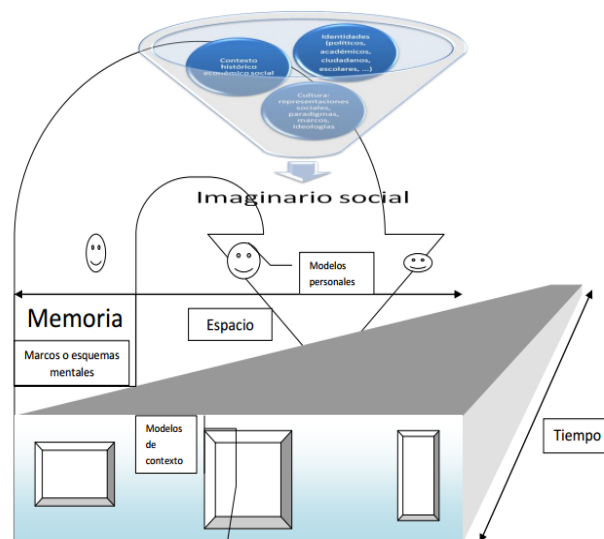 Identidades
(políticos,
académicos,
ciudadanos,
escolares, ...)
Contexto
histórico
económico social
Cultura:
representaciones
sociales,
paradigmas,
marcos,
ideologías
Imaginario social
Modelos
personales
Memoria
Espacio
Marcos o esquemas
mentales
Modelos
de
contexto
Tiempo